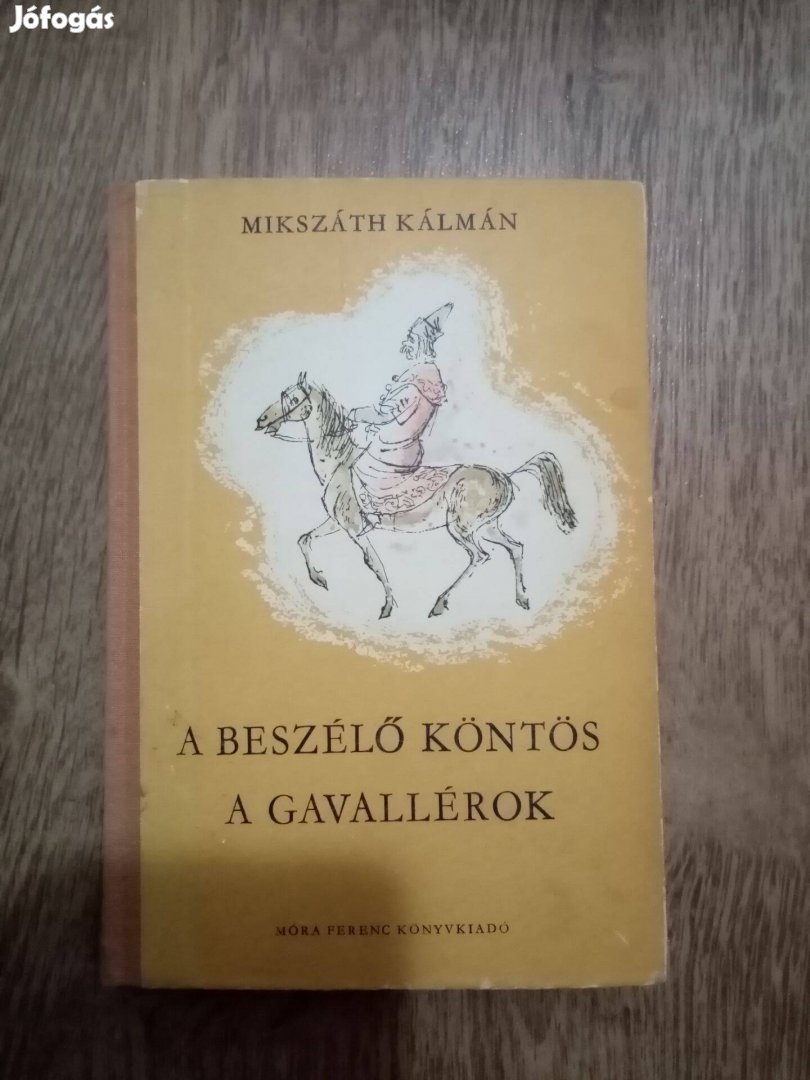 Jófogás
MIKSZÁTH KÁLMÁN
A BESZÉLŐ KÖNTÖS
A GAVALLÉROK
MÓRA FERENC KÖNYVKIADÓ